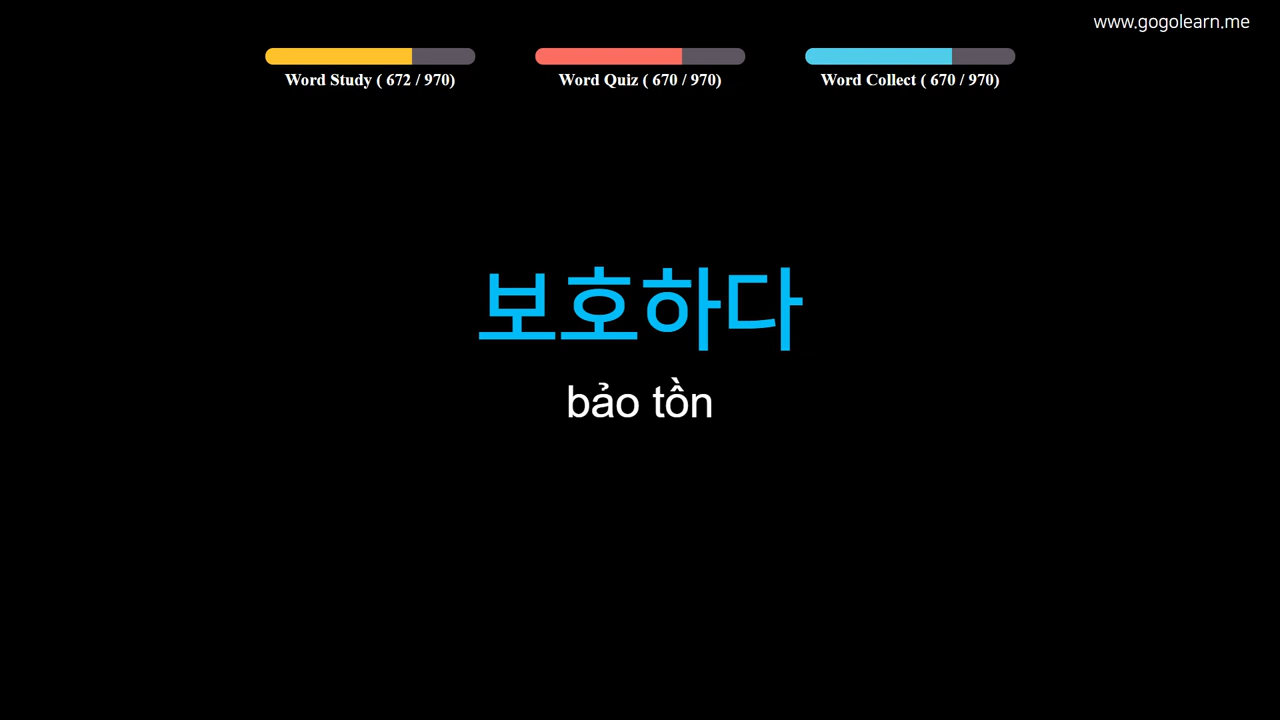 www.gogolearn.me
Word Study ( 672 / 970)
Word Quiz ( 670 / 970)
Word Collect ( 670 / 970)
보호하다
bảo tồn